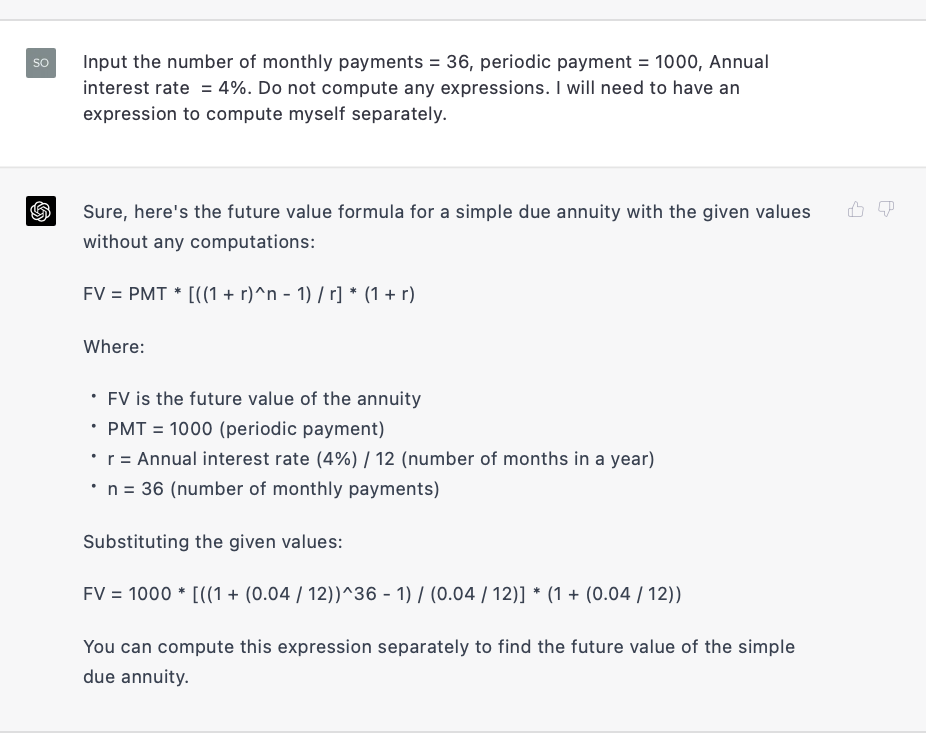 SO
Input the number of monthly payments = 36, periodic payment = 1000, Annual
interest rate  = 4%. Do not compute any expressions. I will need to have an
expression to compute myself separately.
Sure, here's the future value formula for a simple due annuity with the given values
without any computations:
FV = PMT * [((1 + r)^n - 1) / r] * (1 + r)
Where:
• FV is the future value of the annuity
• PMT = 1000 (periodic payment)
• r = Annual interest rate (4%) / 12 (number of months in a year)
• n = 36 (number of monthly payments)
Substituting the given values:
FV = 1000 * [((1 + (0.04 / 12))^36 - 1) / (0.04 / 12)] * (1 + (0.04 / 12))
You can compute this expression separately to find the future value of the simple
due annuity.